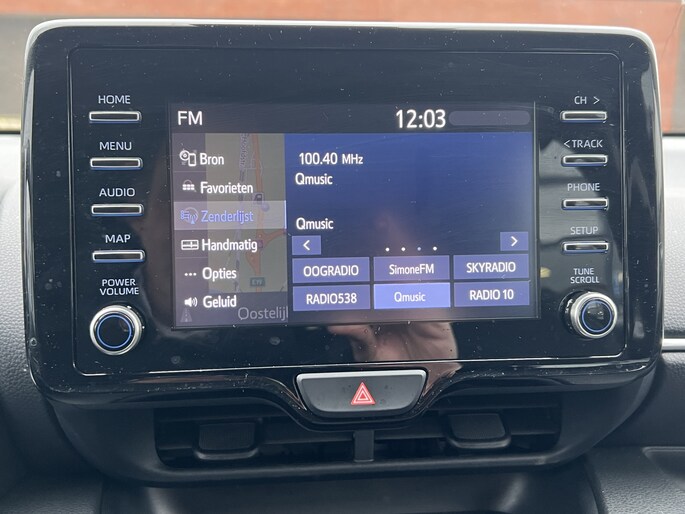 HOME
MENU
AUDIO
MAP
POWER
VOLUME
FM
12:03
Bron
Favorieten
Zenderlijst
Handmatig
Opties
Geluid
Oostelijk
100.40 MHz
Qmusic
Qmusic
< >
OOGRADIO SimoneFM SKYRADIO
RADIO538 Qmusic RADIO 10
CH >
< TRACK
PHONE
SETUP
TUNE
SCROLL